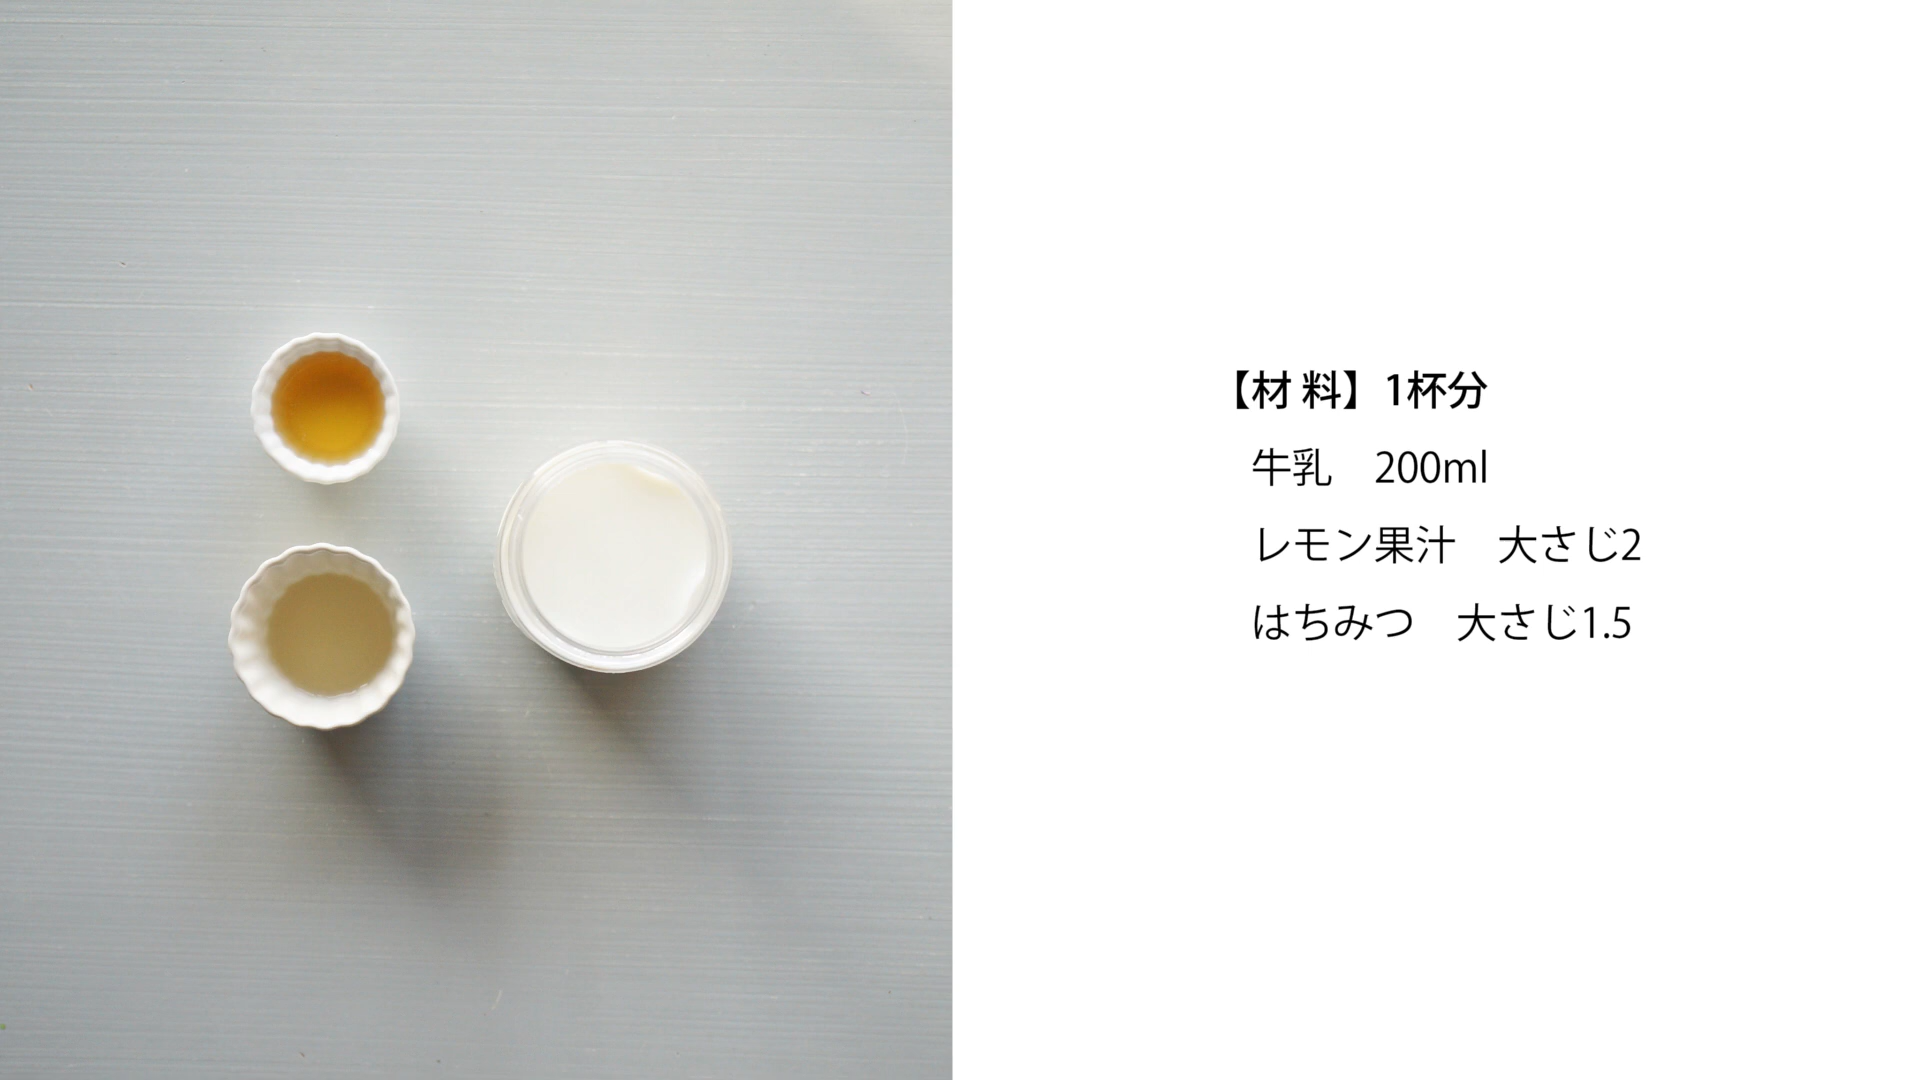 【材 料】1杯分
牛乳　200ml
レモン果汁　大さじ2
はちみつ　大さじ1.5